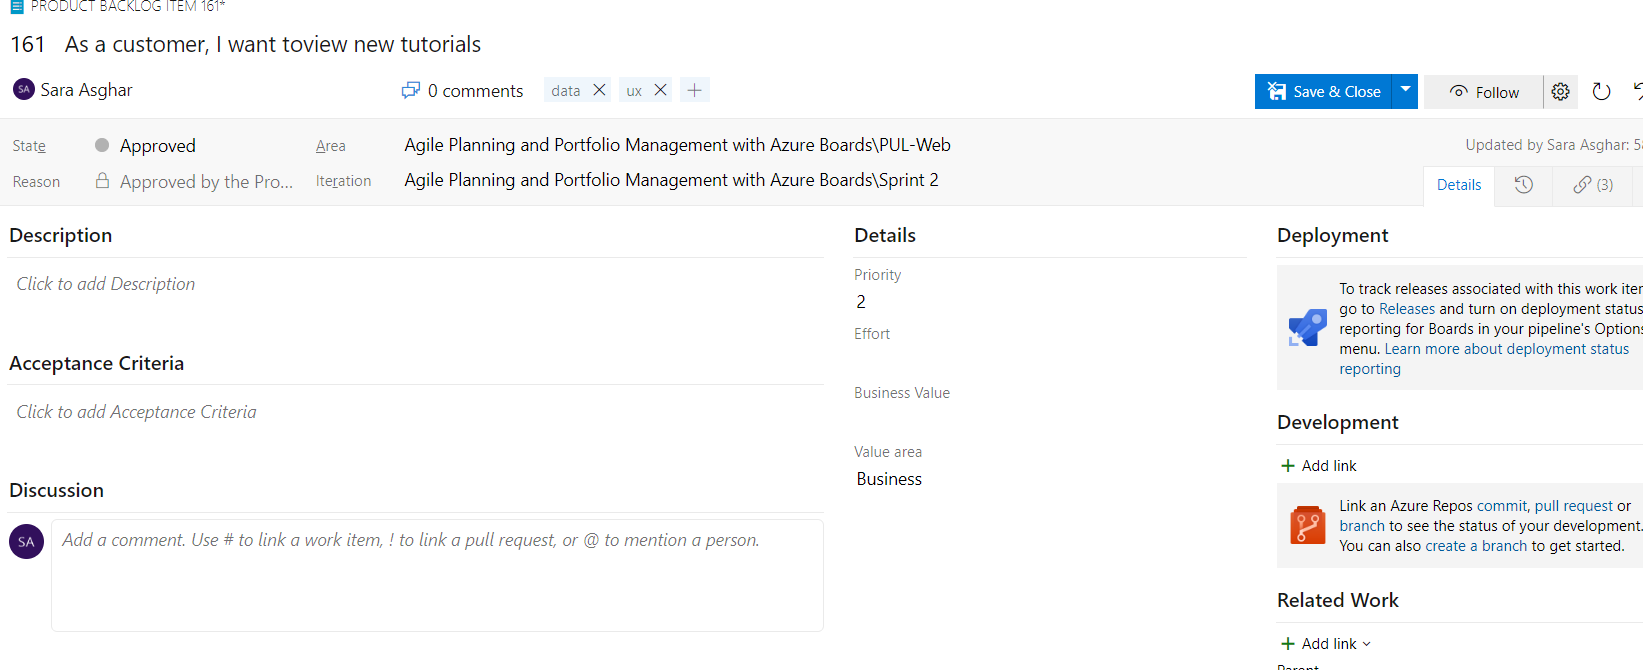 PRODUCT BACKLOG ITEM 161*
161 As a customer, I want toview new tutorials
SA Sara Asghar
0 comments
data
ux
Save & Close
Follow
State
Approved
Area
Agile Planning and Portfolio Management with Azure Boards\PUL-Web
Updated by Sara Asghar: 58
Reason
Approved by the Pro...
Iteration
Agile Planning and Portfolio Management with Azure Boards\Sprint 2
Details
(3)
Description
Click to add Description
Acceptance Criteria
Click to add Acceptance Criteria
Discussion
SA
Add a comment. Use # to link a work item, ! to link a pull request, or @ to mention a person.
Details
Priority
2
Effort
Business Value
Value area
Business
Deployment
To track releases associated with this work
go to Releases and turn on deployment status
reporting for Boards in your pipeline's Options
menu. Learn more about deployment status
reporting
Development
Add link
Link an Azure Repos commit, pull request or
branch to see the status of your development.
You can also create a branch to get started.
Related Work
Add link
Parent